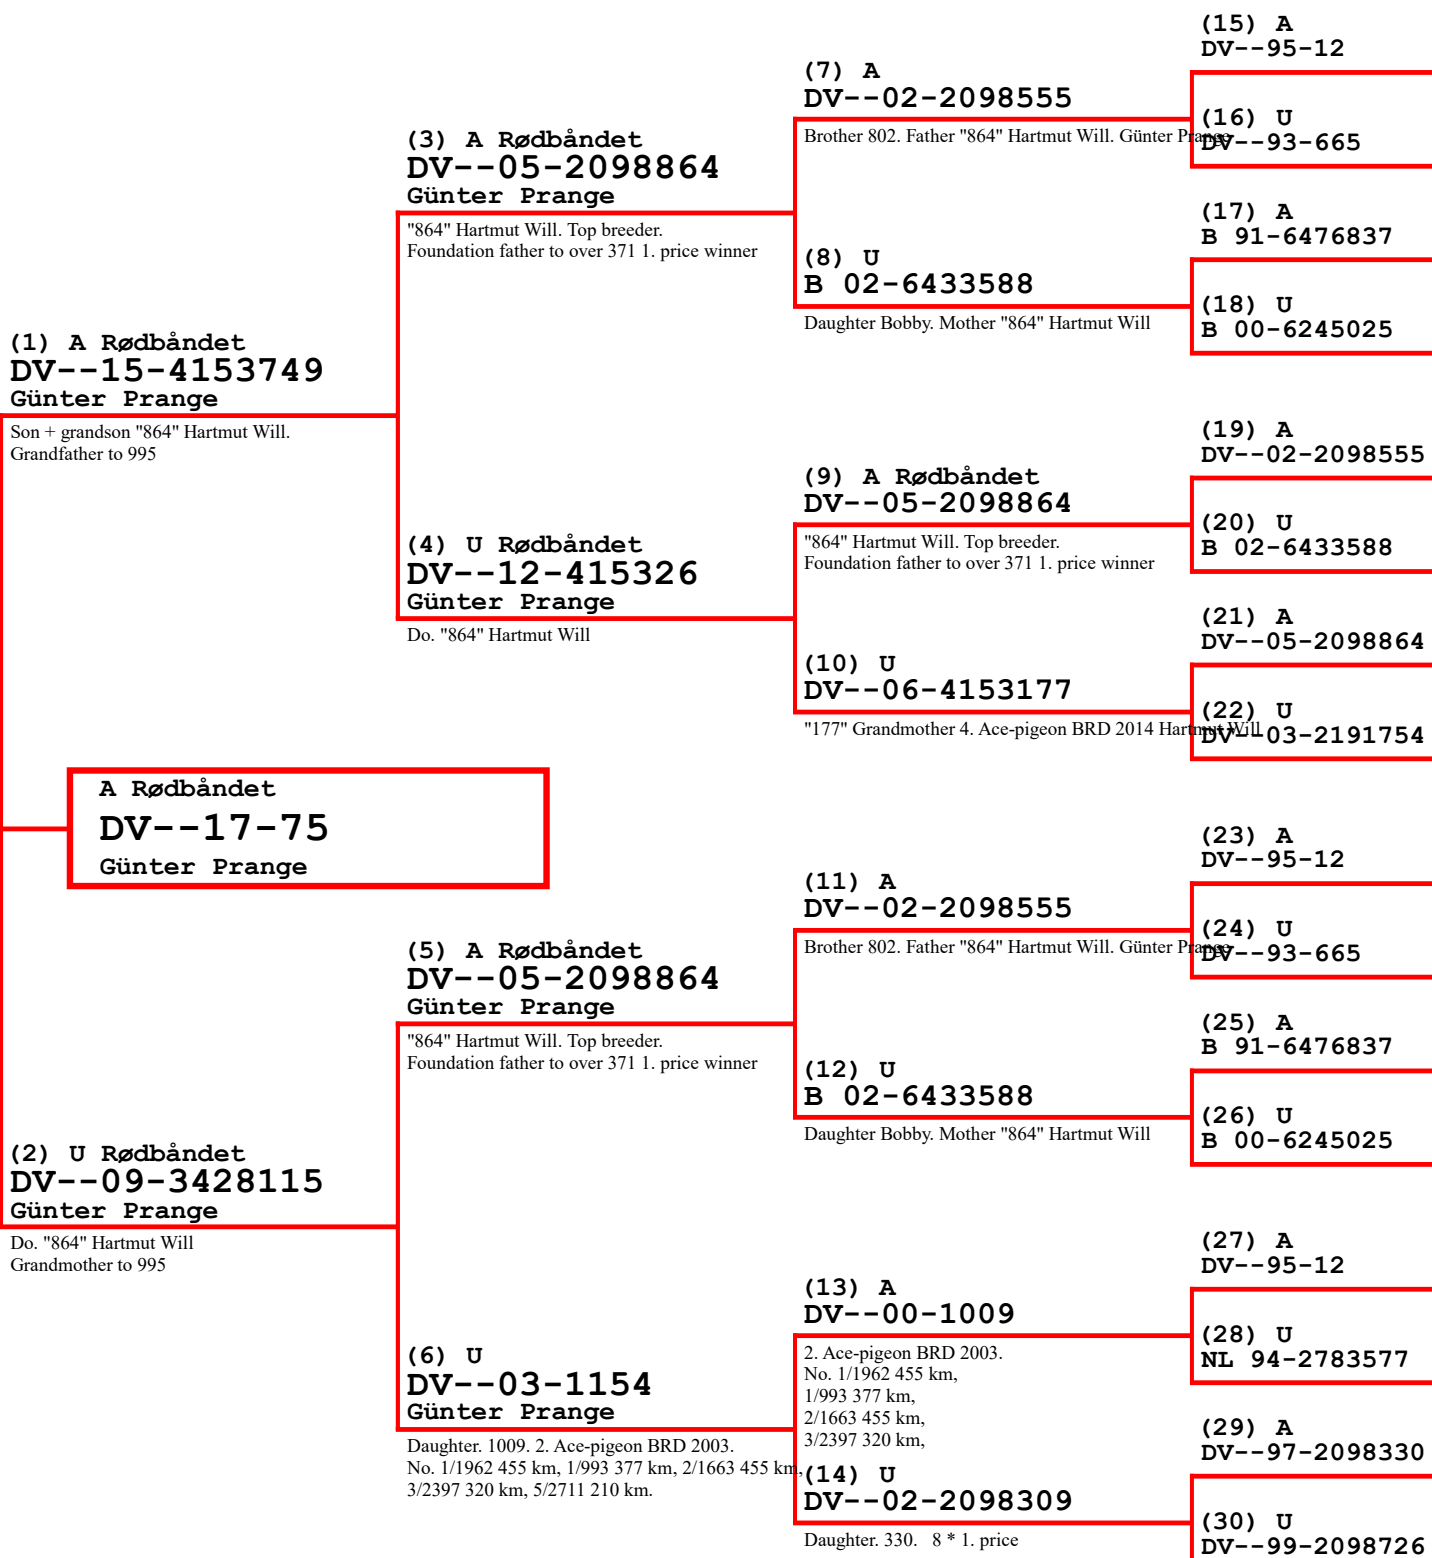 (1) A Rødbåndet
DV--15-4153749
Günter Prange
Son + grandson "864" Hartmut Will.
Grandfather to 995
A Rødbåndet
DV--17-75
Günter Prange
(2) U Rødbåndet
DV--09-3428115
Günter Prange
Do. "864" Hartmut Will
Grandmother to 995
(3) A Rødbåndet
DV--05-2098864
Günter Prange
"864" Hartmut Will. Top breeder.
Foundation father to over 371 1. price winner
(4) U Rødbåndet
DV--12-415326
Günter Prange
Do. "864" Hartmut Will
(5) A Rødbåndet
DV--05-2098864
Günter Prange
"864" Hartmut Will. Top breeder.
Foundation father to over 371 1. price winner
(6) U
DV--03-1154
Günter Prange
Daughter. 1009. 2. Ace-pigeon BRD 2003.
No. 1/1962 455 km, 1/993 377 km, 2/1663 455 km,
3/2397 320 km, 5/2711 210 km.
(7) A
DV--02-2098555
Brother 802. Father "864" Hartmut Will. Günter Prange
(8) U
B 02-6433588
Daughter Bobby. Mother "864" Hartmut Will
(9) A Rødbåndet
DV--05-2098864
"864" Hartmut Will. Top breeder.
Foundation father to over 371 1. price winner
(10) U
DV--06-4153177
"177" Grandmother 4. Ace-pigeon BRD 2014 Hartmut Will
(11) A
DV--02-2098555
Brother 802. Father "864" Hartmut Will. Günter Prange
(12) U
B 02-6433588
Daughter Bobby. Mother "864" Hartmut Will
(13) A
DV--00-1009
2. Ace-pigeon BRD 2003.
No. 1/1962 455 km,
1/993 377 km,
2/1663 455 km,
3/2397 320 km,
(14) U
DV--02-2098309
Daughter. 330. 8 * 1. price
(15) A
DV--95-12
(16) U
DV--93-665
(17) A
B 91-6476837
(18) U
B 00-6245025
(19) A
DV--02-2098555
(20) U
B 02-6433588
(21) A
DV--05-2098864
(22) U
DV--03-2191754
(23) A
DV--95-12
(24) U
DV--93-665
(25) A
B 91-6476837
(26) U
B 00-6245025
(27) A
DV--95-12
(28) U
NL 94-2783577
(29) A
DV--97-2098330
(30) U
DV--99-2098726